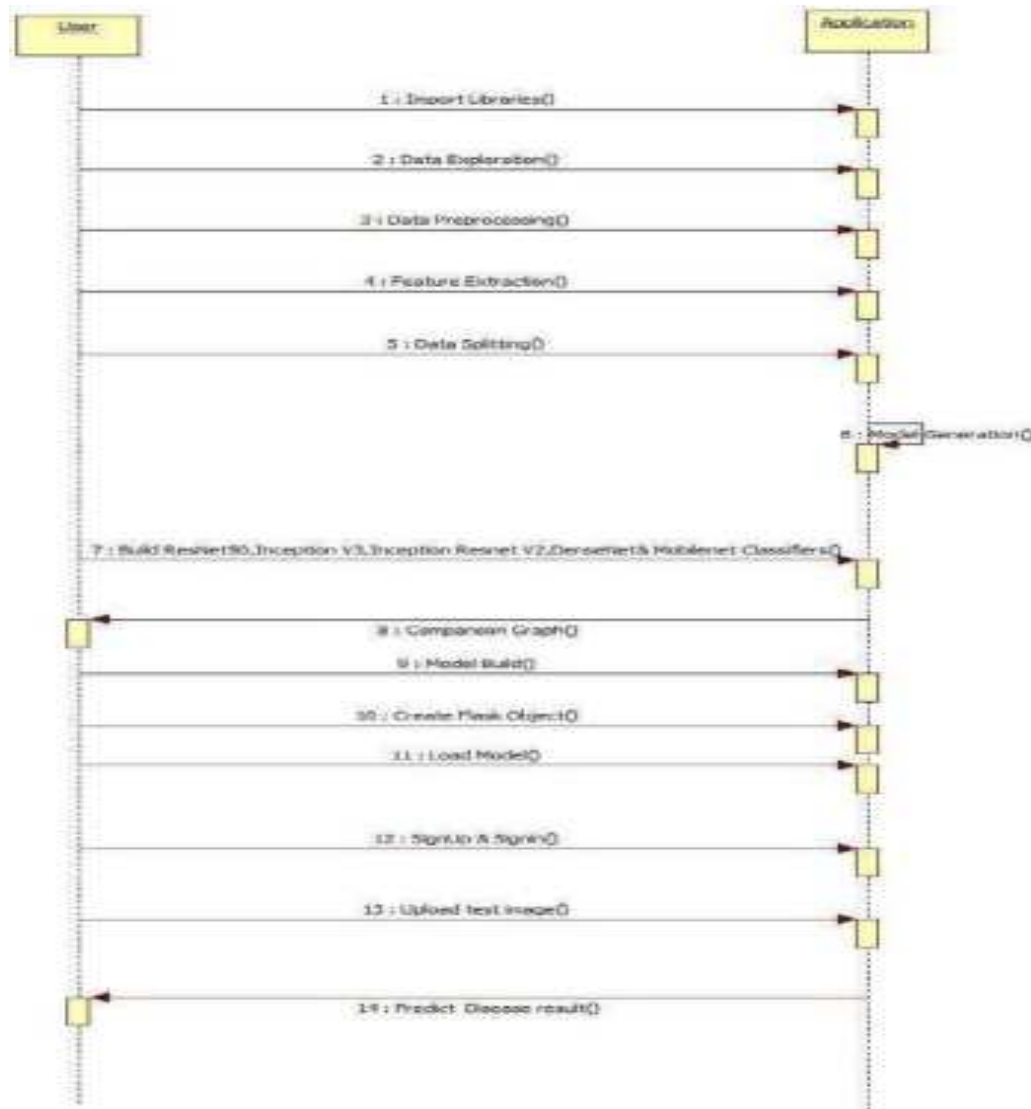 User
Application
1 : Import Libraries()
2 : Data Exploration()
3 : Data Preprocessing()
4 : Feature Extraction()
5 : Data Splitting()
6 : Model Generation()
7 : Build ResNet50,Inception V3,Inception Resnet V2,DenseNet& Mobilenet Classifiers()
8 : Comparison Graph()
9 : Model Build()
10 : Create Flask Object()
11 : Load Model()
12 : SignUp & SignIn()
13 : Upload test image()
14 : Predict Disease result()